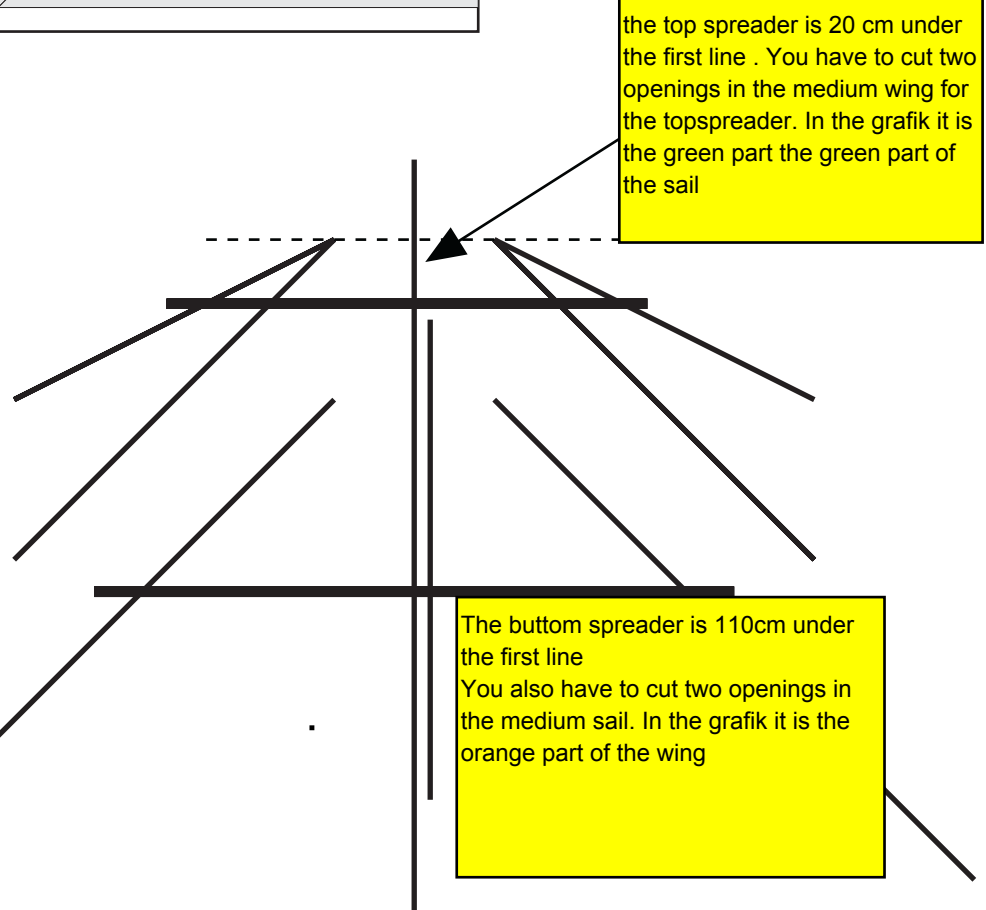 the top spreader is 20 cm under
the first line . You have to cut two
openings in the medium wing for
the topspreader. In the grafik it is
the green part the green part of
the sail
The buttom spreader is 110cm under
the first line
You also have to cut two openings in
the medium sail. In the grafik it is the
orange part of the wing